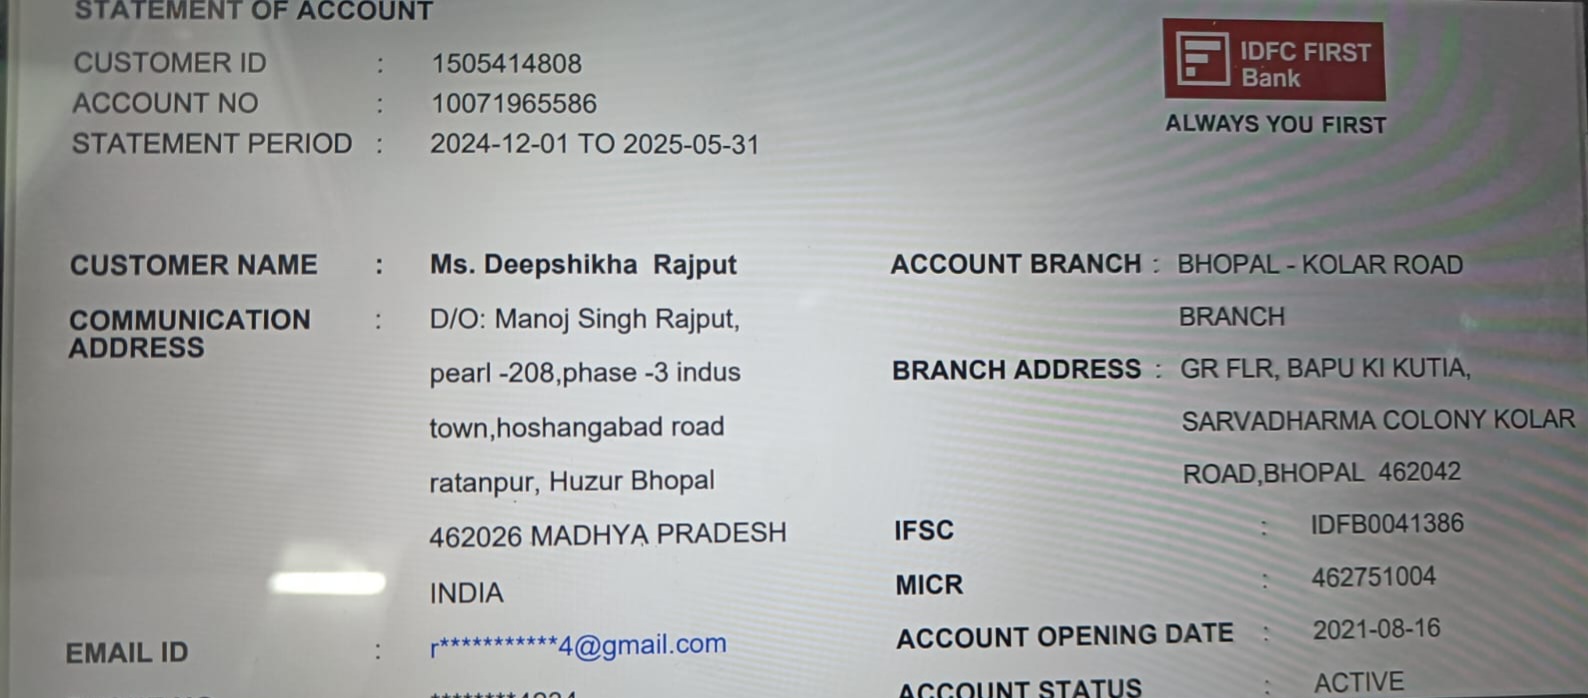 STATEMENT OF ACCOUNT
CUSTOMER ID : 1505414808
ACCOUNT NO : 10071965586
STATEMENT PERIOD : 2024-12-01 TO 2025-05-31
IDFC FIRST
Bank
ALWAYS YOU FIRST
CUSTOMER NAME : Ms. Deepshikha Rajput
COMMUNICATION : D/O: Manoj Singh Rajput,
ADDRESS
pearl -208,phase -3 indus
town,hoshangabad road
ratanpur, Huzur Bhopal
462026 MADHYA PRADESH
INDIA
EMAIL ID : r***********4@gmail.com
ACCOUNT BRANCH : BHOPAL - KOLAR ROAD
BRANCH
BRANCH ADDRESS : GR FLR, BAPU KI KUTIA,
SARVADHARMA COLONY KOLAR
ROAD,BHOPAL 462042
IFSC : IDFB0041386
MICR : 462751004
ACCOUNT OPENING DATE : 2021-08-16
ACCOUNT STATUS : ACTIVE